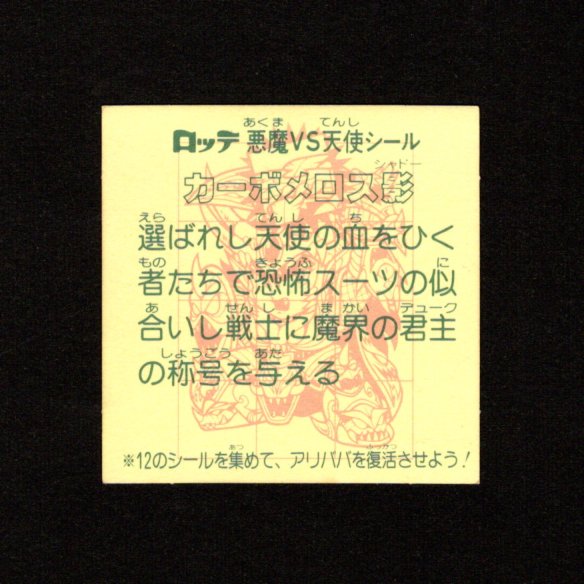 ロッテ 悪魔VS天使シール
カーボメロス影
選ばれし天使の血をひく
者たちで恐怖スーツの似
合いし戦士に魔界の君主
の称号を与える
※12のシールを集めて、アリババを復活させよう!